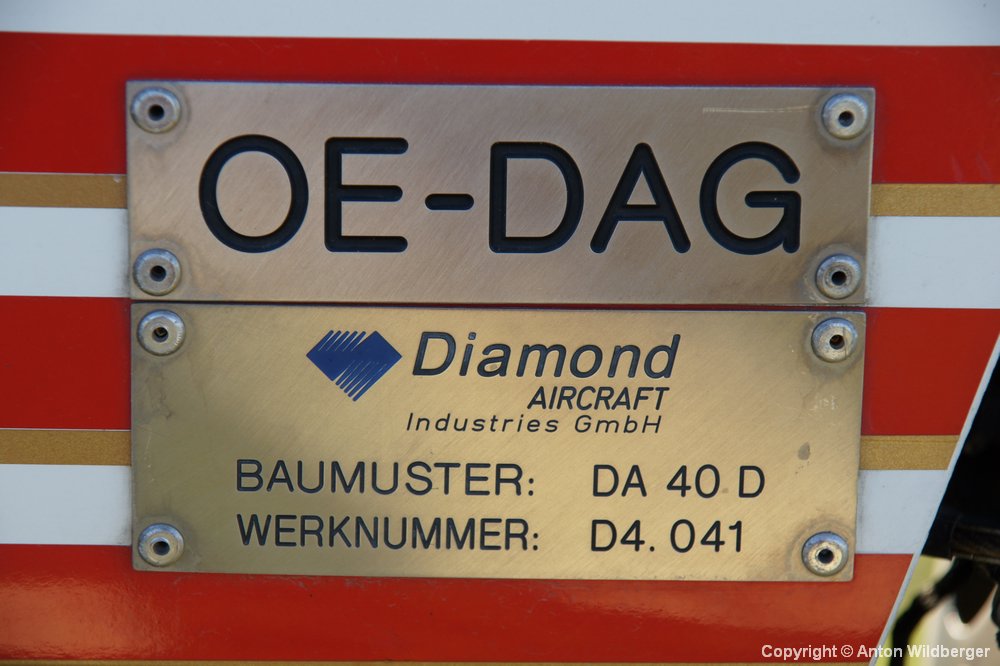 OE-DAG
Diamond
AIRCRAFT
Industries GmbH
BAUMUSTER: DA 40 D
WERKNUMMER: D4. 041
Copyright © Anton Wildberger